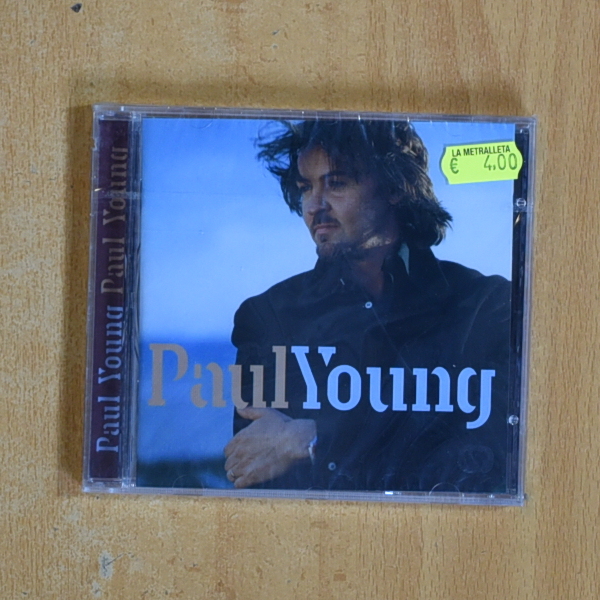 Paul Young Paul Young
LA METRALLETA
€ 4.00
PaulYoung